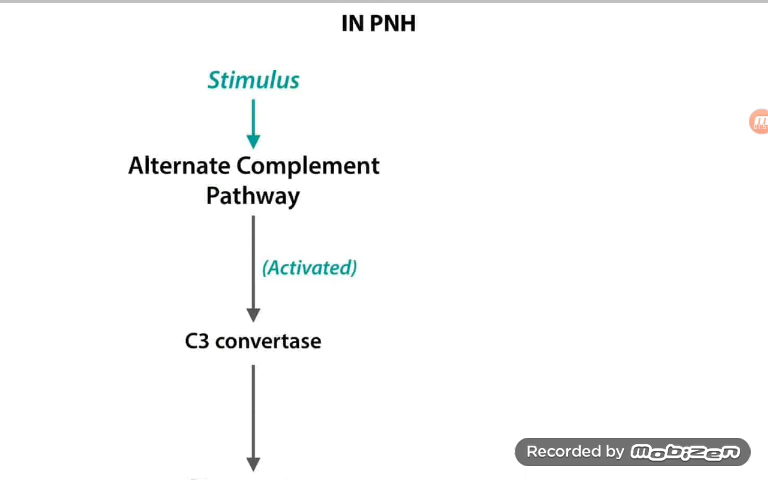 IN PNH
Stimulus
Alternate Complement
Pathway
(Activated)
C3 convertase
Recorded by mobizen